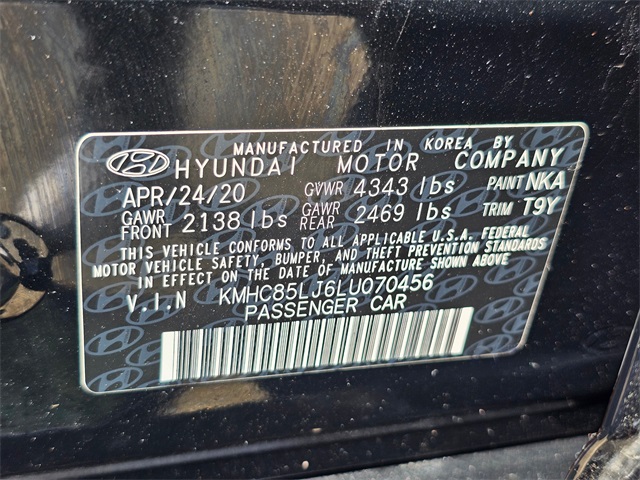 MANUFACTURED IN KOREA BY
HYUNDAI MOTOR COMPANY
APR/24/20 GVWR 4343 lbs PAINT NKA
GAWR FRONT 2138 lbs GAWR REAR 2469 lbs TRIM T9Y
THIS VEHICLE CONFORMS TO ALL APPLICABLE U.S.A. FEDERAL
MOTOR VEHICLE SAFETY, BUMPER, AND THEFT PREVENTION STANDARDS
IN EFFECT ON THE DATE OF MANUFACTURE SHOWN ABOVE
V.I.N KMHC85LJ6LU070456
PASSENGER CAR